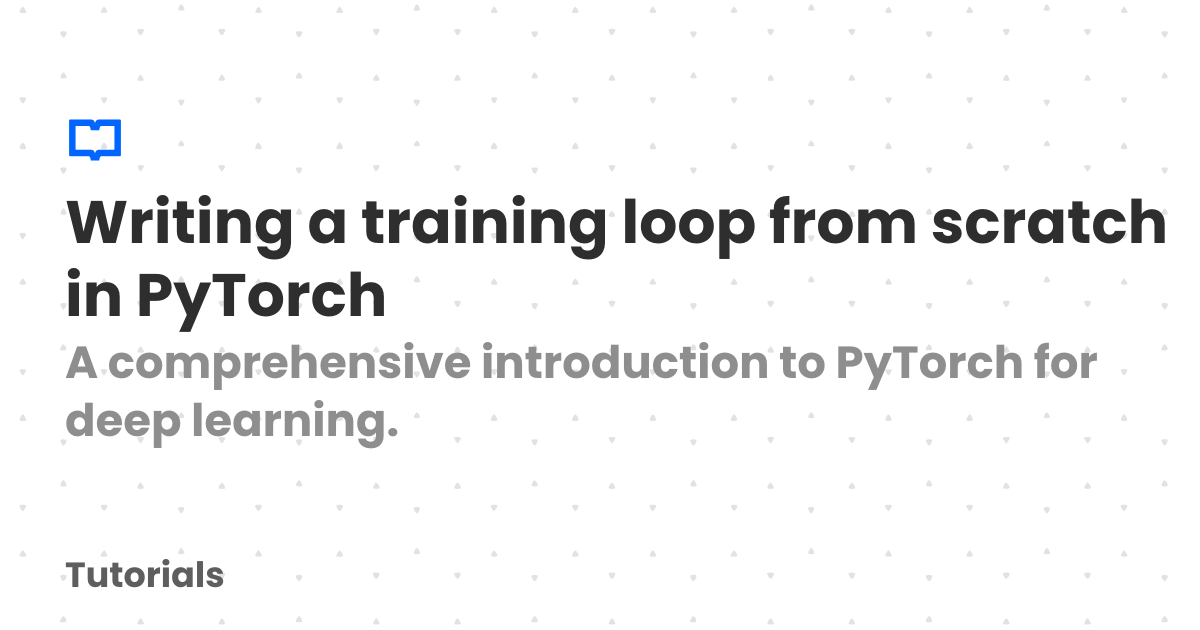 Writing a training loop from scratch
in PyTorch
A comprehensive introduction to PyTorch for
deep learning.
Tutorials